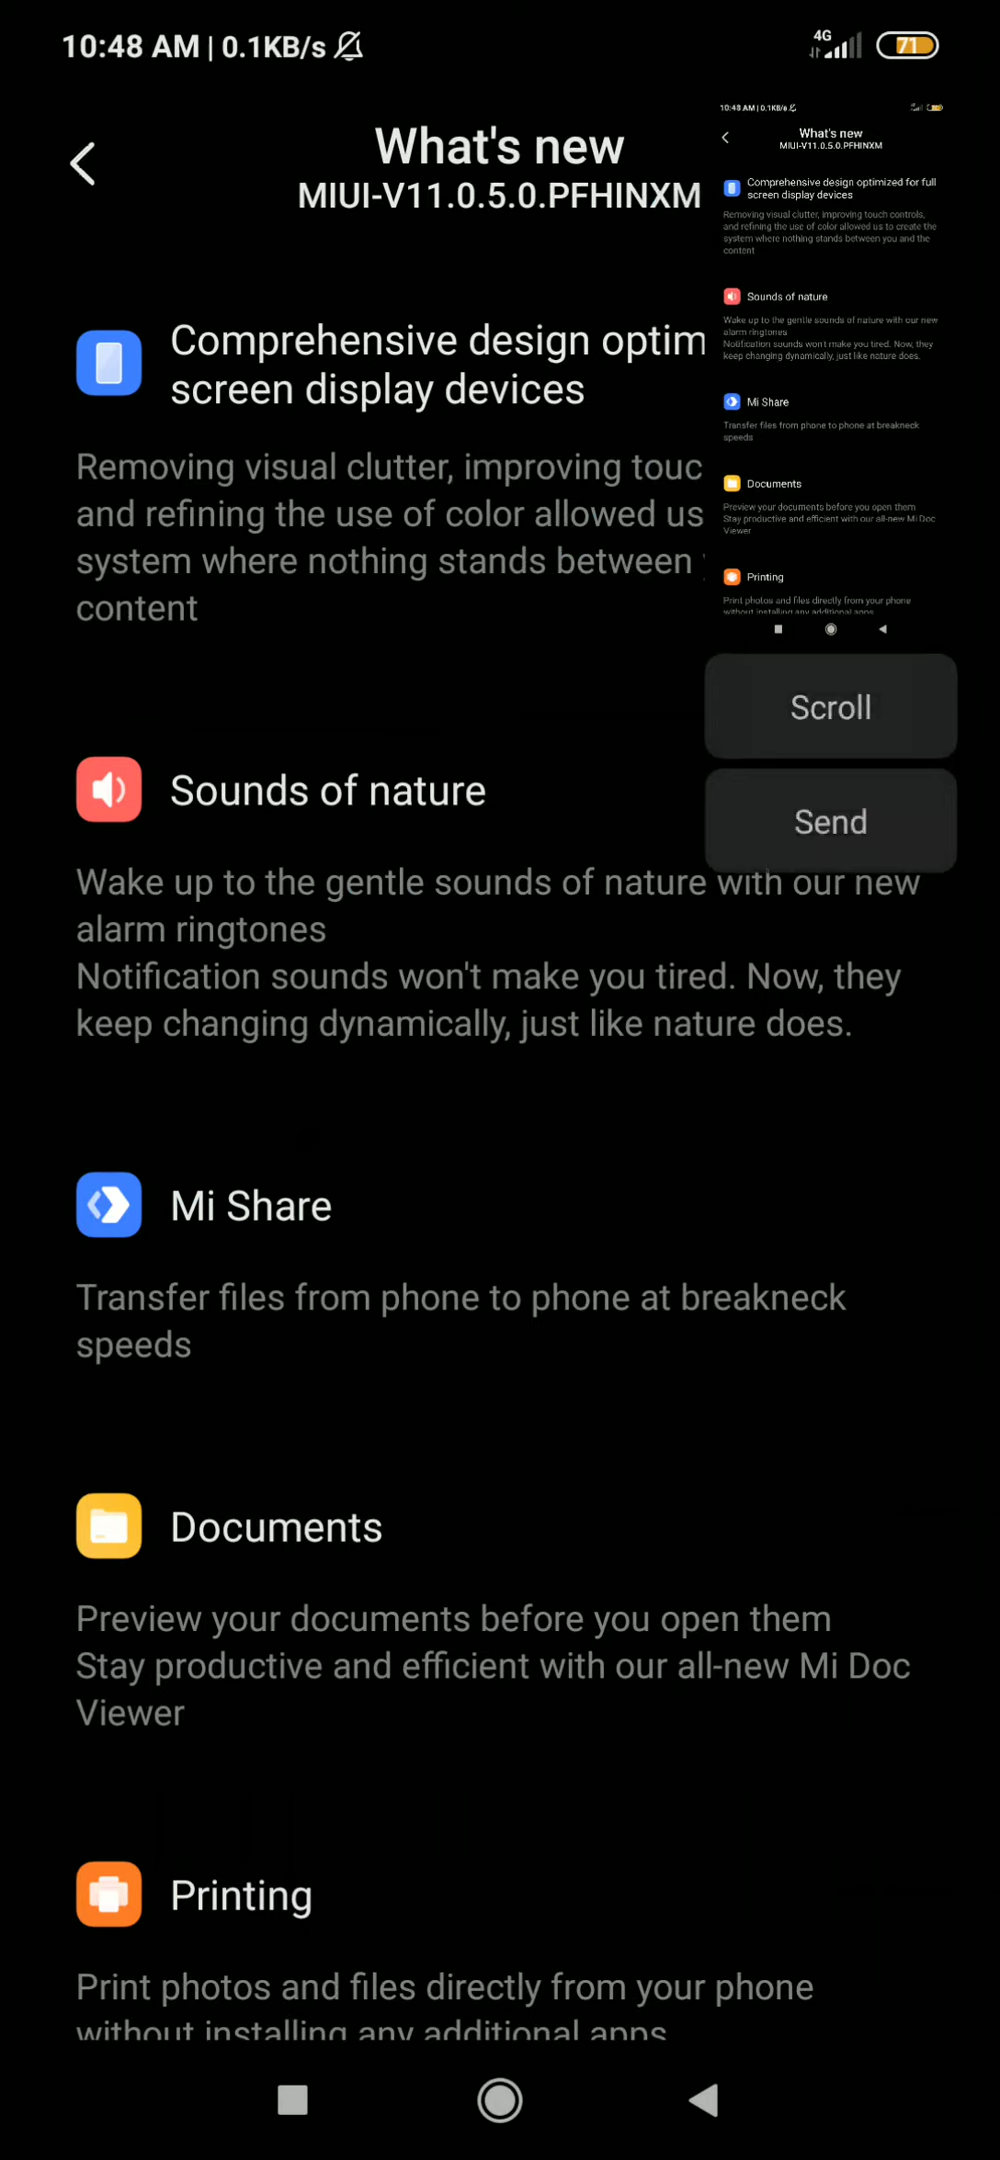 10:48 AM | 0.1KB/s
4G
71
What's new
MIUI-V11.0.5.0.PFHINXM
Comprehensive design optim
screen display devices
Removing visual clutter, improving touc
and refining the use of color allowed us
system where nothing stands between
content
10:48 AM | 0.1KB/s
What's new
MIUI-V11.0.5.0.PFHINXM
Comprehensive design optimized for full
screen display devices
Removing visual clutter, improving touch controls,
and refining the use of color allowed us to create the
system where nothing stands between you and the
content
Sounds of nature
Wake up to the gentle sounds of nature with our new
alarm ringtones
Notification sounds won't make you tired. Now, they
keep changing dynamically, just like nature does.
Mi Share
Transfer files from phone to phone at breakneck
speeds
Documents
Preview your documents before you open them
Stay productive and efficient with our all-new Mi Doc
Viewer
Printing
Print photos and files directly from your phone
without installing any additional apps
Scroll
Send
Sounds of nature
Wake up to the gentle sounds of nature with our new
alarm ringtones
Notification sounds won't make you tired. Now, they
keep changing dynamically, just like nature does.
Mi Share
Transfer files from phone to phone at breakneck
speeds
Documents
Preview your documents before you open them
Stay productive and efficient with our all-new Mi Doc
Viewer
Printing
Print photos and files directly from your phone
without installing any additional apps